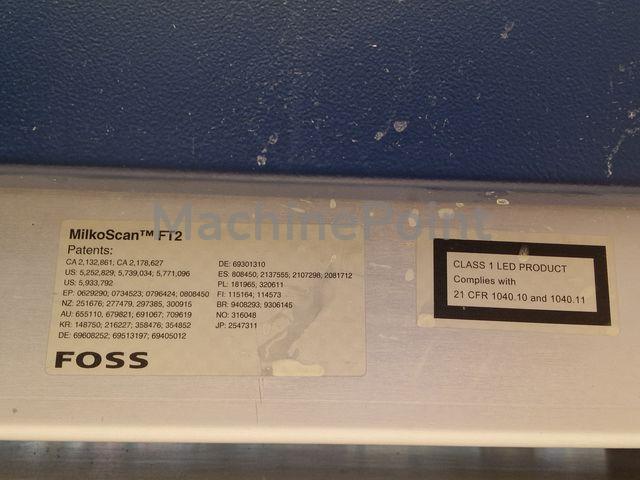 MachinePoint
MilkoScan™ FT2
Patents:
CA 2,132,861; CA 2,178,627
US: 5,252,829; 5,739,034; 5,771,096
US: 5,933,792
EP: 0629290; 0734523; 0796424; 0808450
NZ: 251676; 277479, 297385, 300915
AU: 655110, 679821; 691067; 709619
KR: 148750; 216227; 358476; 354852
DE: 69608252; 69513197; 69405012
DE: 69301310
ES: 808450; 2137555; 2107298; 2081712
PL: 181965, 320611
FI: 115164; 114573
BR: 9408293; 9306145
NO: 316048
JP: 2547311
FOSS
CLASS 1 LED PRODUCT
Complies with
21 CFR 1040.10 and 1040.11